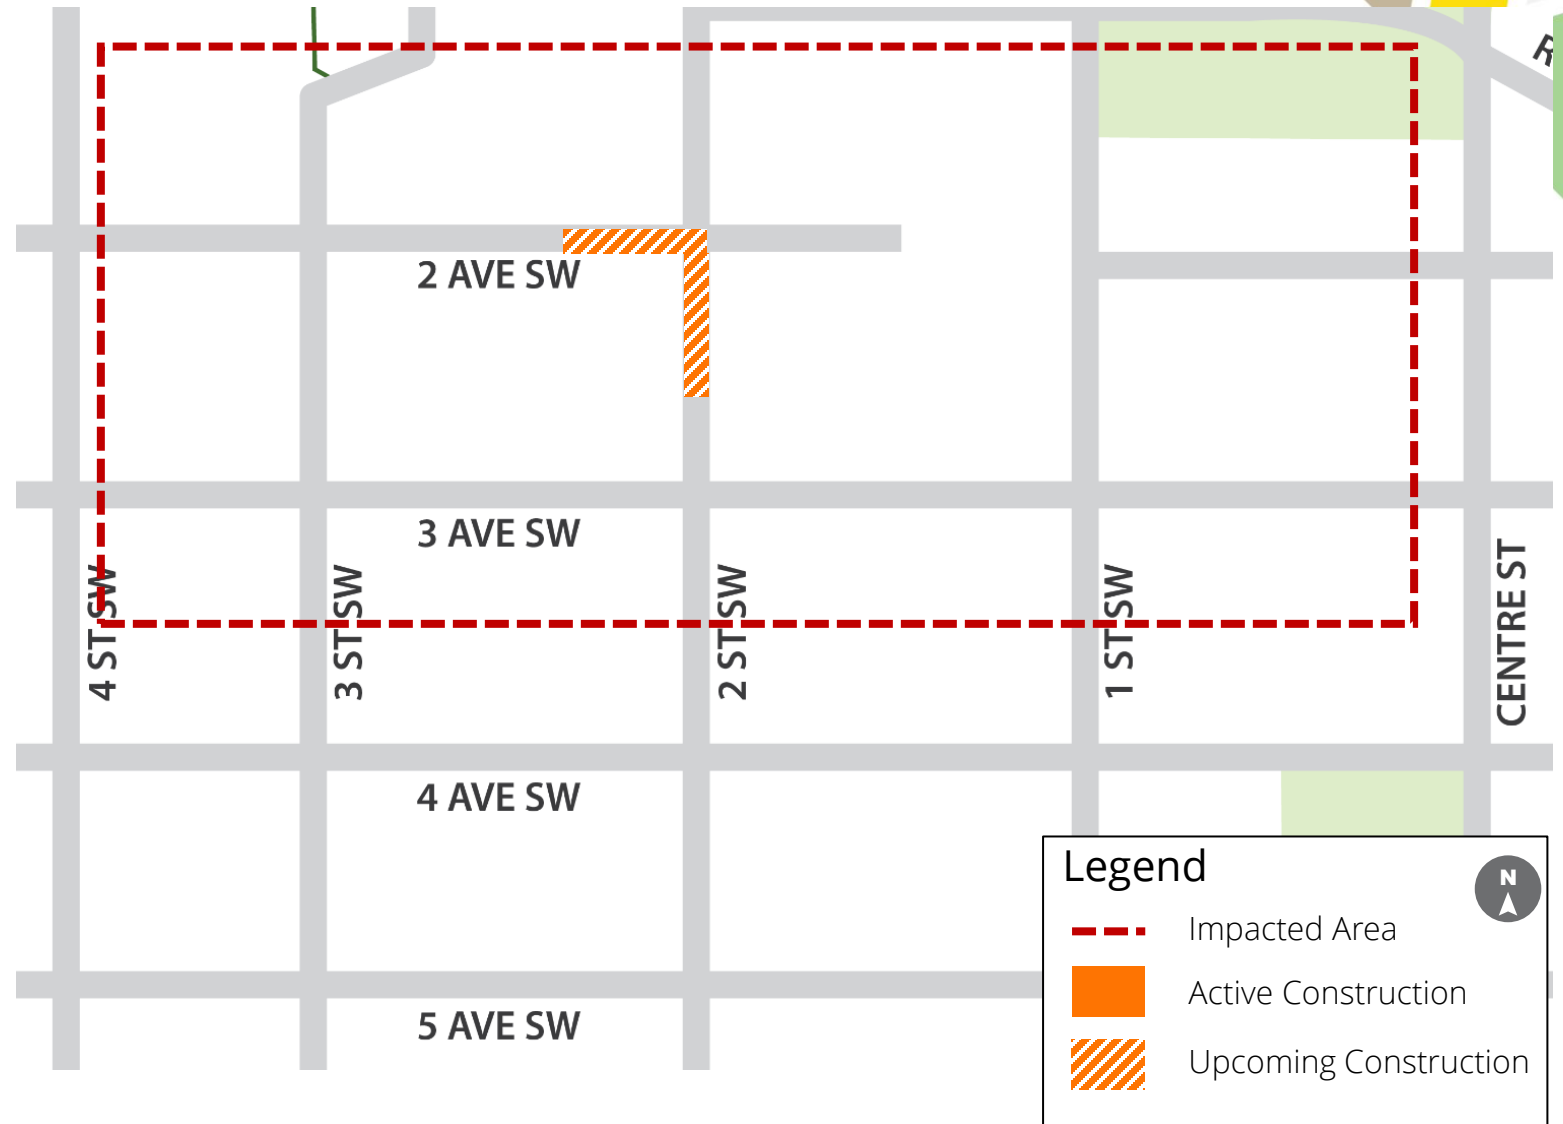 2 AVE SW
3 AVE SW
4 ST SW
3 ST SW
2 ST SW
1 ST SW
CENTRE ST
4 AVE SW
5 AVE SW
Legend
N
Impacted Area
Active Construction
Upcoming Construction